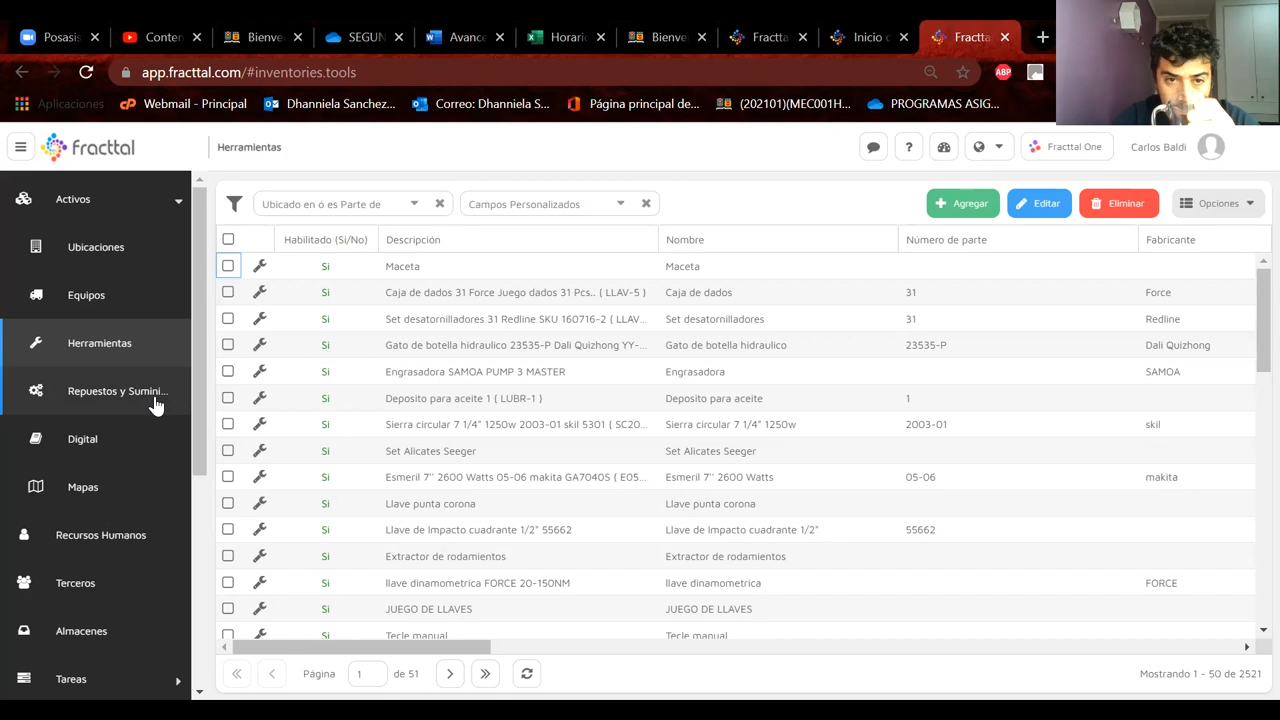 Posasis
Conten
Bienve
SEGUN
Avance
Horario
Bienve
Fractta
Inicio d
Fractta
app.fracttal.com/#inventories.tools
ABP
Aplicaciones
Webmail - Principal
Dhanniela Sanchez...
Correo: Dhanniela S...
Página principal de...
(202101)(MEC001H...
PROGRAMAS ASIG...
fracttal
Herramientas
?
Fracttal One
Carlos Baldi
Activos
Ubicaciones
Equipos
Herramientas
Repuestos y Sumini...
Digital
Mapas
Recursos Humanos
Terceros
Almacenes
Tareas
Ubicado en ó es Parte de
Campos Personalizados
Agregar
Editar
Eliminar
Opciones
Habilitado (Si/No) Descripción Nombre Número de parte Fabricante
Si Maceta Maceta
Si Caja de dados 31 Force Juego dados 31 Pcs.. ( LLAV-5 ) Caja de dados 31 Force
Si Set desatornilladores 31 Redline SKU 160716-2 ( LLAV... Set desatornilladores 31 Redline
Si Gato de botella hidraulico 23535-P Dali Quizhong YY-... Gato de botella hidraulico 23535-P Dali Quizhong
Si Engrasadora SAMOA PUMP 3 MASTER Engrasadora SAMOA
Si Deposito para aceite 1 ( LUBR-1 ) Deposito para aceite 1
Si Sierra circular 7 1/4" 1250w 2003-01 skil 5301 ( SC20... Sierra circular 7 1/4" 1250w 2003-01 skil
Si Set Alicates Seeger Set Alicates Seeger
Si Esmeril 7'' 2600 Watts 05-06 makita GA7040S ( E05... Esmeril 7'' 2600 Watts 05-06 makita
Si Llave punta corona Llave punta corona
Si Llave de Impacto cuadrante 1/2" 55662 Llave de Impacto cuadrante 1/2" 55662
Si Extractor de rodamientos Extractor de rodamientos
Si llave dinamometrica FORCE 20-150NM llave dinamometrica FORCE
Si JUEGO DE LLAVES JUEGO DE LLAVES
Si Tecle manual Tecle manual
Página 1 de 51
Mostrando 1 - 50 de 2521